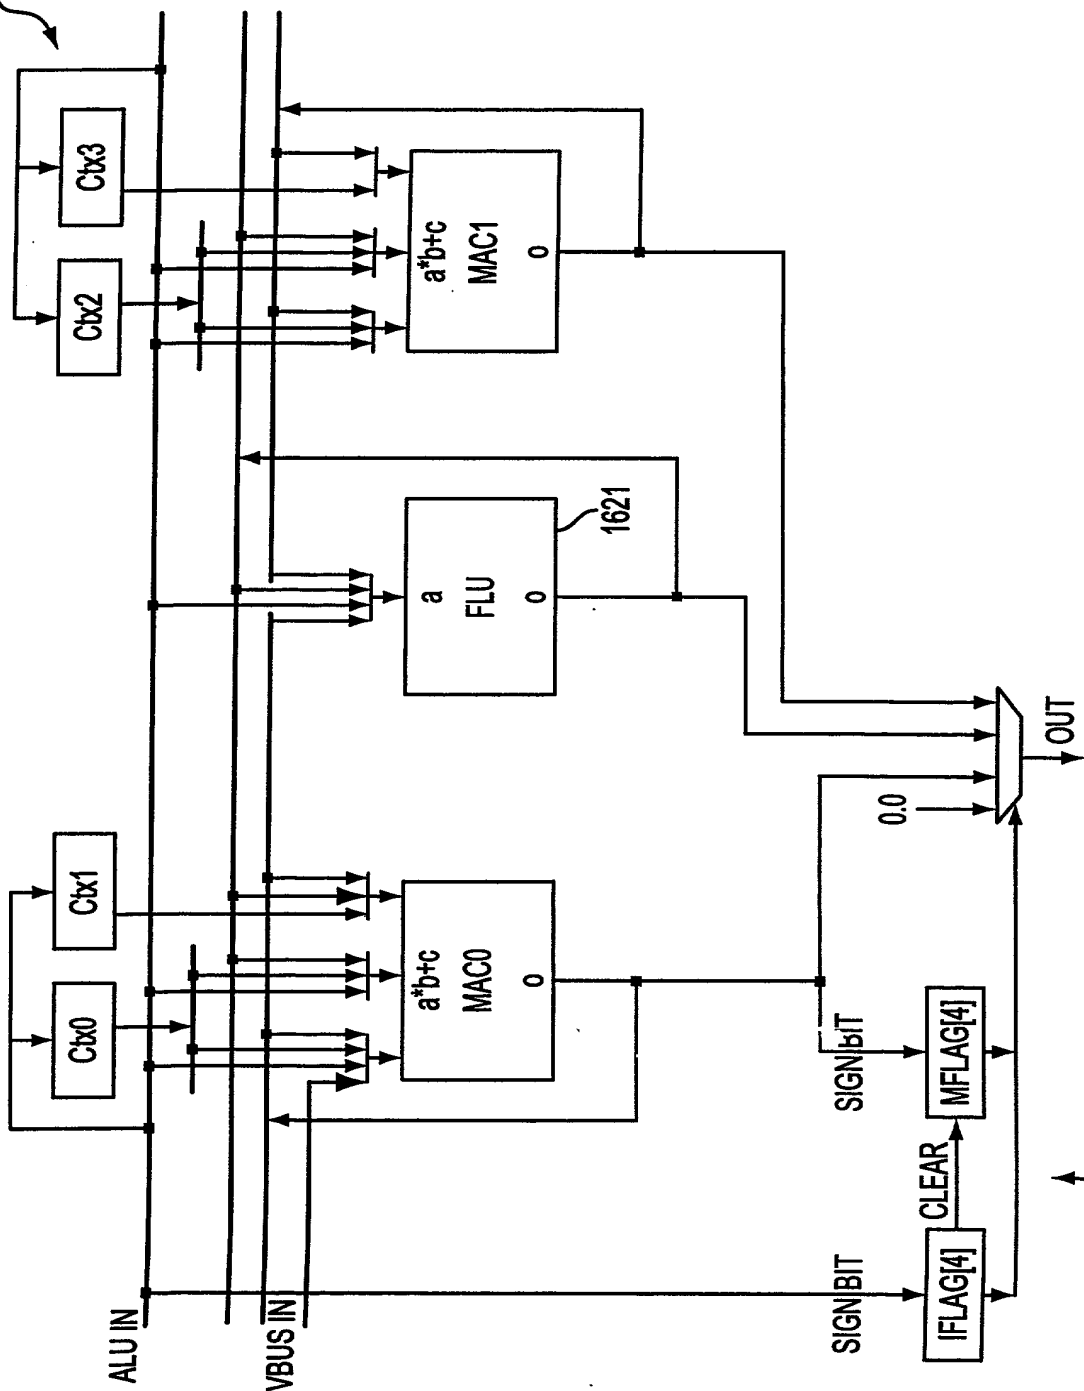 Ctx0
Ctx1
Ctx2
Ctx3
ALU IN
VBUS IN
a*b+c
MAC0
o
a
FLU
o
1621
a*b+c
MAC1
o
0.0
SIGN BIT
SIGN BIT
IFLAG[4]
CLEAR
MFLAG[4]
OUT